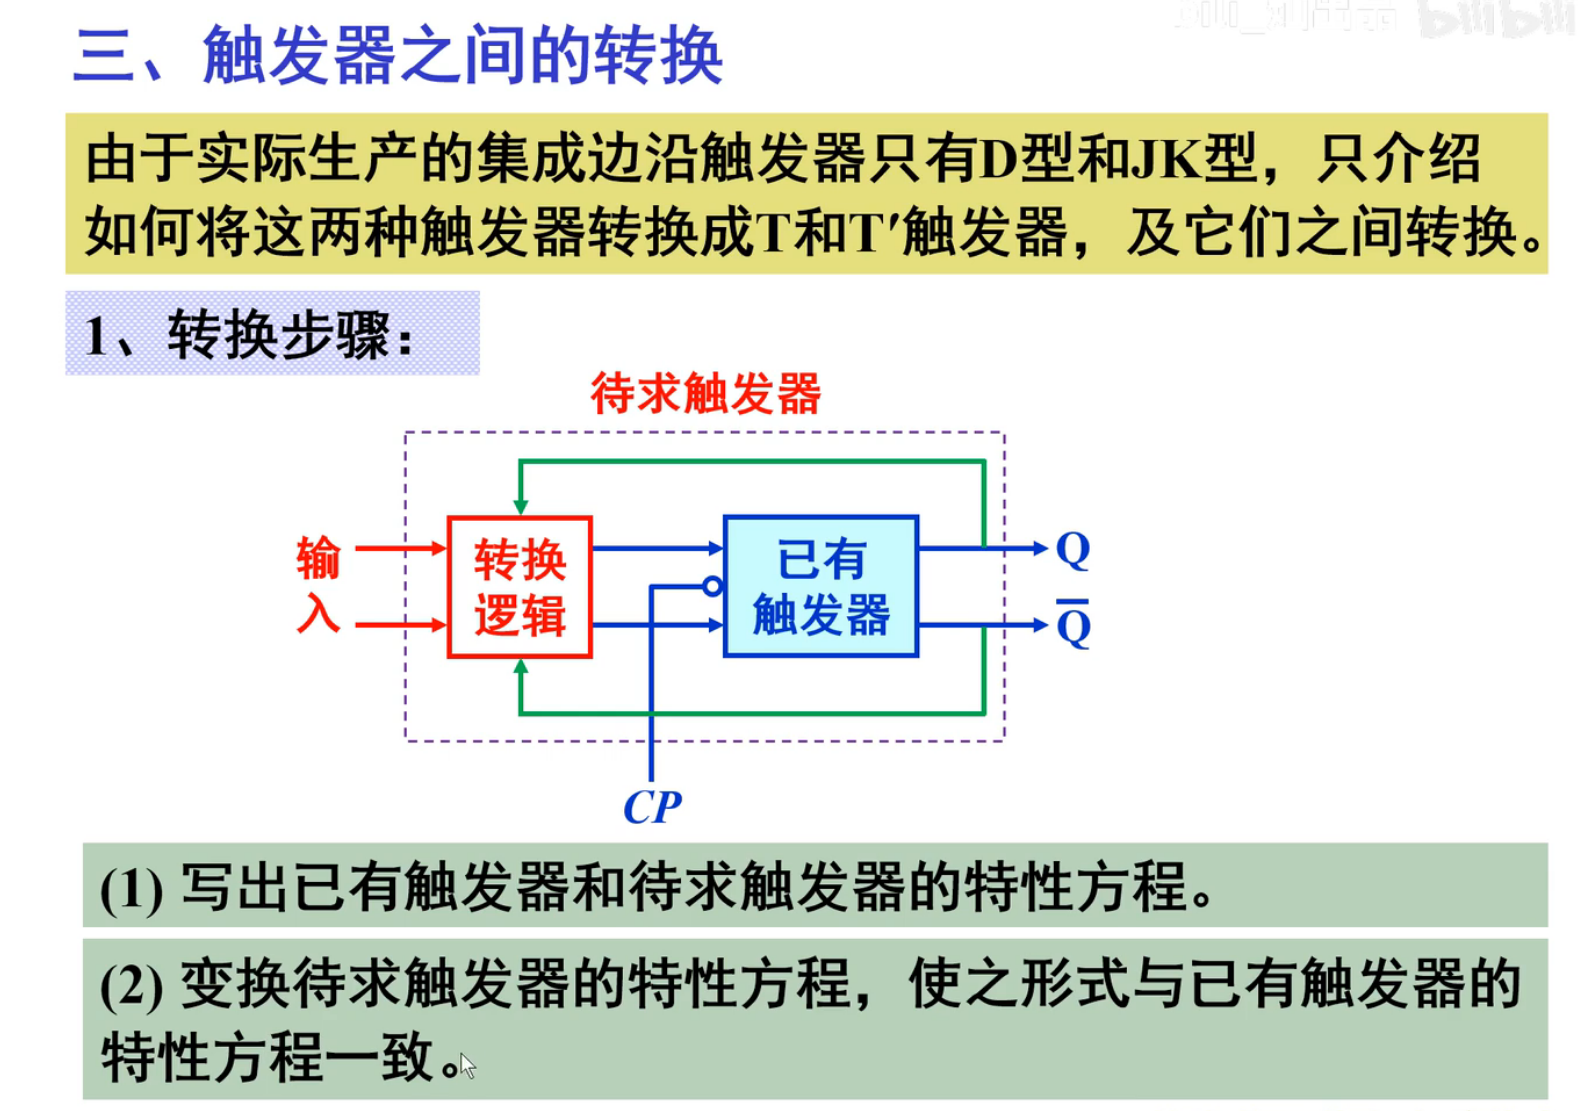 三、触发器之间的转换
由于实际生产的集成边沿触发器只有D型和JK型，只介绍
如何将这两种触发器转换成T和T′触发器，及它们之间转换。
1、转换步骤：
待求触发器
输
入
转换
逻辑
已有
触发器
Q
Q̅
CP
(1) 写出已有触发器和待求触发器的特性方程。
(2) 变换待求触发器的特性方程，使之形式与已有触发器的
特性方程一致。
bilibili